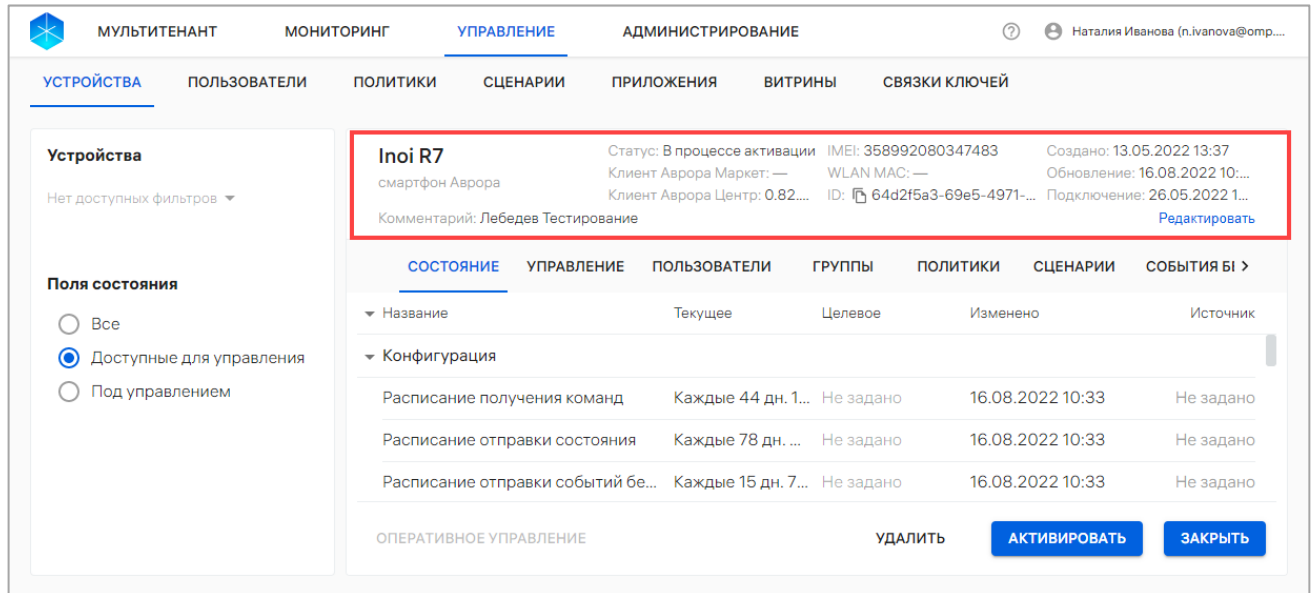 МУЛЬТИТЕНАНТ МОНИТОРИНГ УПРАВЛЕНИЕ АДМИНИСТРИРОВАНИЕ ? Наталия Иванова (n.ivanova@omp....
УСТРОЙСТВА ПОЛЬЗОВАТЕЛИ ПОЛИТИКИ СЦЕНАРИИ ПРИЛОЖЕНИЯ ВИТРИНЫ СВЯЗКИ КЛЮЧЕЙ
Устройства
Нет доступных фильтров
Поля состояния
Все
Доступные для управления
Под управлением
Inoi R7
смартфон Аврора
Статус: В процессе активации IMEI: 358992080347483 Создано: 13.05.2022 13:37
Клиент Аврора Маркет: — WLAN MAC: — Обновление: 16.08.2022 10:...
Клиент Аврора Центр: 0.82.... ID: 64d2f5a3-69e5-4971-... Подключение: 26.05.2022 1...
Комментарий: Лебедев Тестирование Редактировать
СОСТОЯНИЕ УПРАВЛЕНИЕ ПОЛЬЗОВАТЕЛИ ГРУППЫ ПОЛИТИКИ СЦЕНАРИИ СОБЫТИЯ БІ
Название Текущее Целевое Изменено Источник
Конфигурация
Расписание получения команд Каждые 44 дн. 1... Не задано 16.08.2022 10:33 Не задано
Расписание отправки состояния Каждые 78 дн. ... Не задано 16.08.2022 10:33 Не задано
Расписание отправки событий бе... Каждые 15 дн. 7... Не задано 16.08.2022 10:33 Не задано
ОПЕРАТИВНОЕ УПРАВЛЕНИЕ УДАЛИТЬ АКТИВИРОВАТЬ ЗАКРЫТЬ